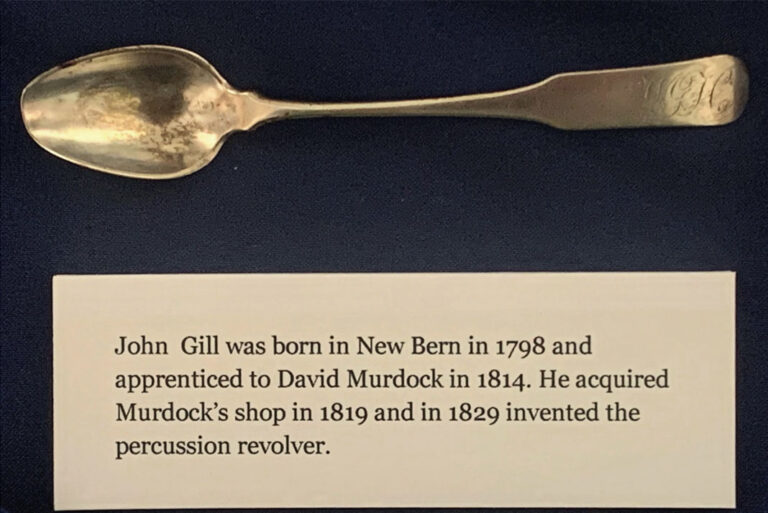 John  Gill was born in New Bern in 1798 and
apprenticed to David Murdock in 1814. He acquired
Murdock's shop in 1819 and in 1829 invented the
percussion revolver.